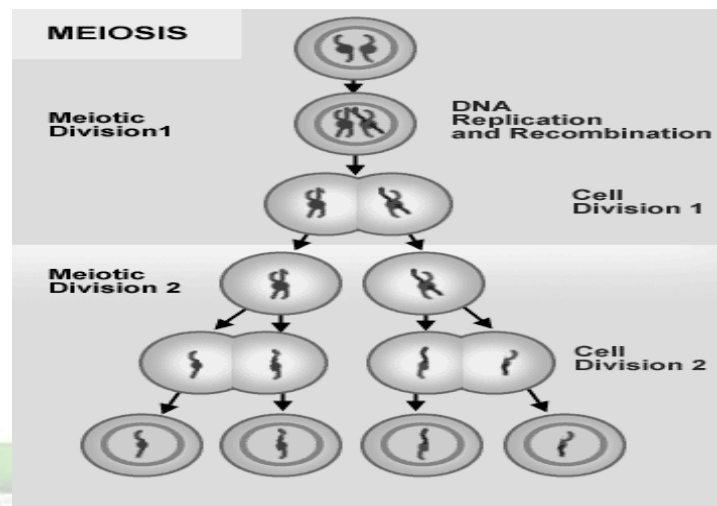 MEIOSIS
Meiotic
Division1
DNA
Replication
and Recombination
Cell
Division 1
Meiotic
Division 2
Cell
Division 2